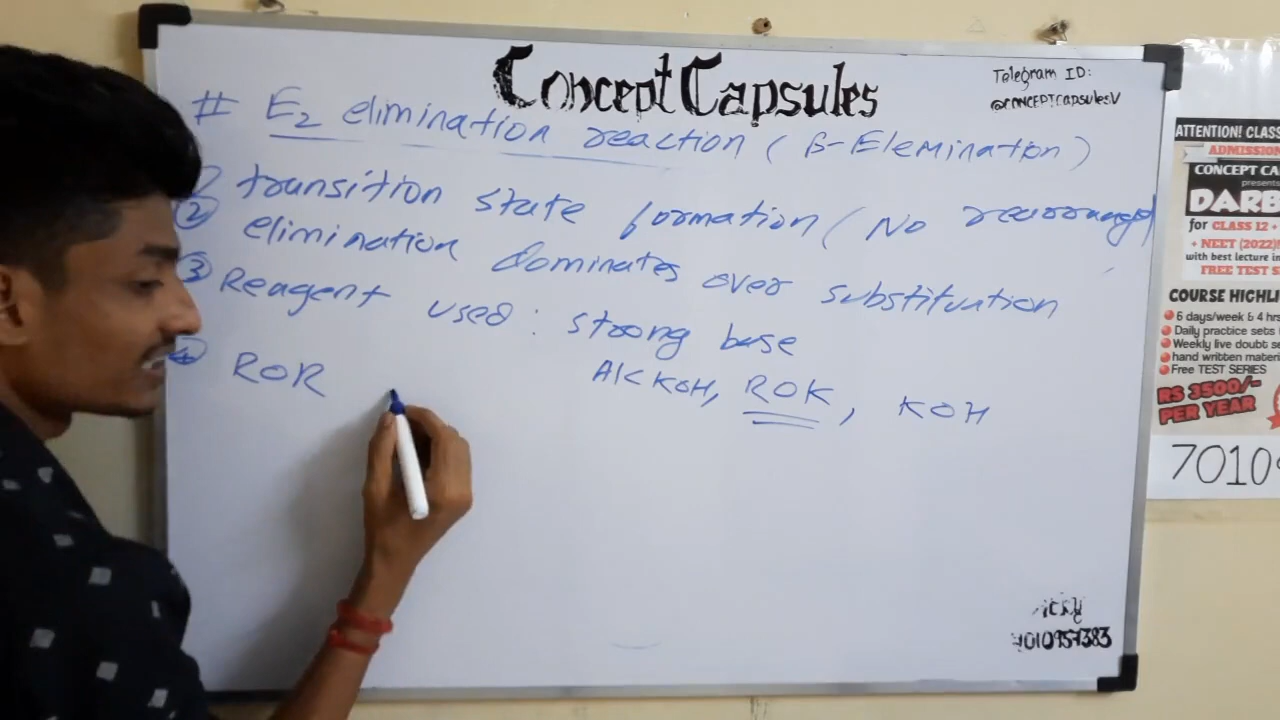 Concept Capsules
Telegram ID:
@CONCEPTCapsulesV
# E2 elimination reaction (β-Elemination)
1) transition state formation (No rearrange)
② elimination dominates over substitution
③ Reagent used: strong base
Alc KOH, ROK, KOH
④ ROR
7010957383
ATTENTION! CLASS
ADMISSION
CONCEPT CA
presents
DARB
for CLASS 12 +
+ NEET (2022)
with best lecture in
FREE TEST S
COURSE HIGHLI
6 days/week & 4 hrs
Daily practice sets
Weekly live doubt se
hand written mater
Free TEST SERIES
RS 3500/-
PER YEAR
7010